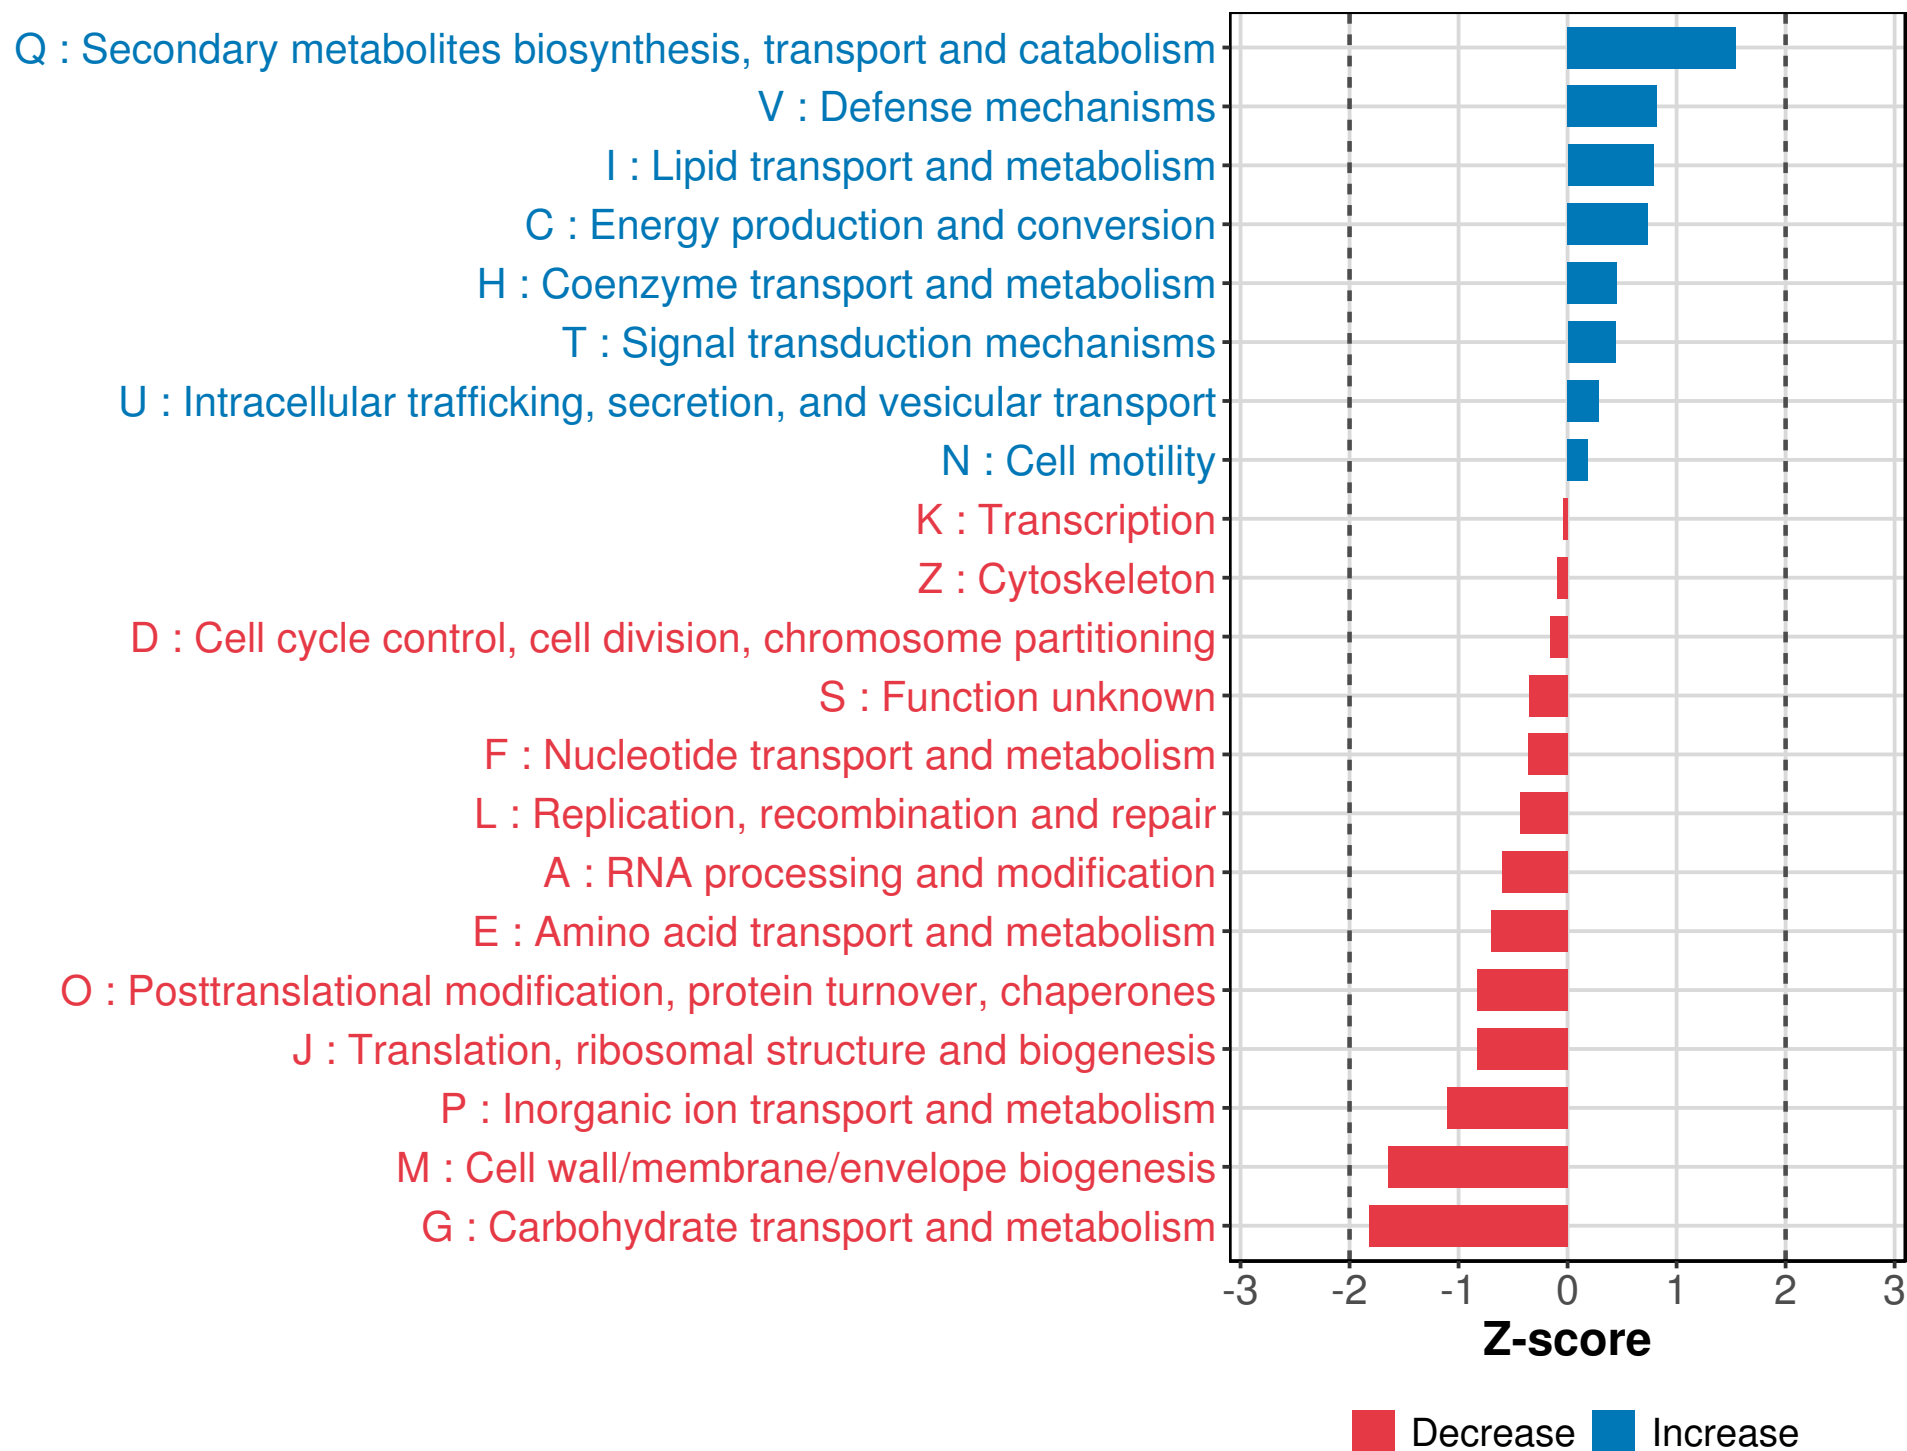 Q : Secondary metabolites biosynthesis, transport and catabolism
V : Defense mechanisms
I : Lipid transport and metabolism
C : Energy production and conversion
H : Coenzyme transport and metabolism
T : Signal transduction mechanisms
U : Intracellular trafficking, secretion, and vesicular transport
N : Cell motility
K : Transcription
Z : Cytoskeleton
D : Cell cycle control, cell division, chromosome partitioning
S : Function unknown
F : Nucleotide transport and metabolism
L : Replication, recombination and repair
A : RNA processing and modification
E : Amino acid transport and metabolism
O : Posttranslational modification, protein turnover, chaperones
J : Translation, ribosomal structure and biogenesis
P : Inorganic ion transport and metabolism
M : Cell wall/membrane/envelope biogenesis
G : Carbohydrate transport and metabolism
-3 -2 -1 0 1 2 3
Z-score
Decrease Increase